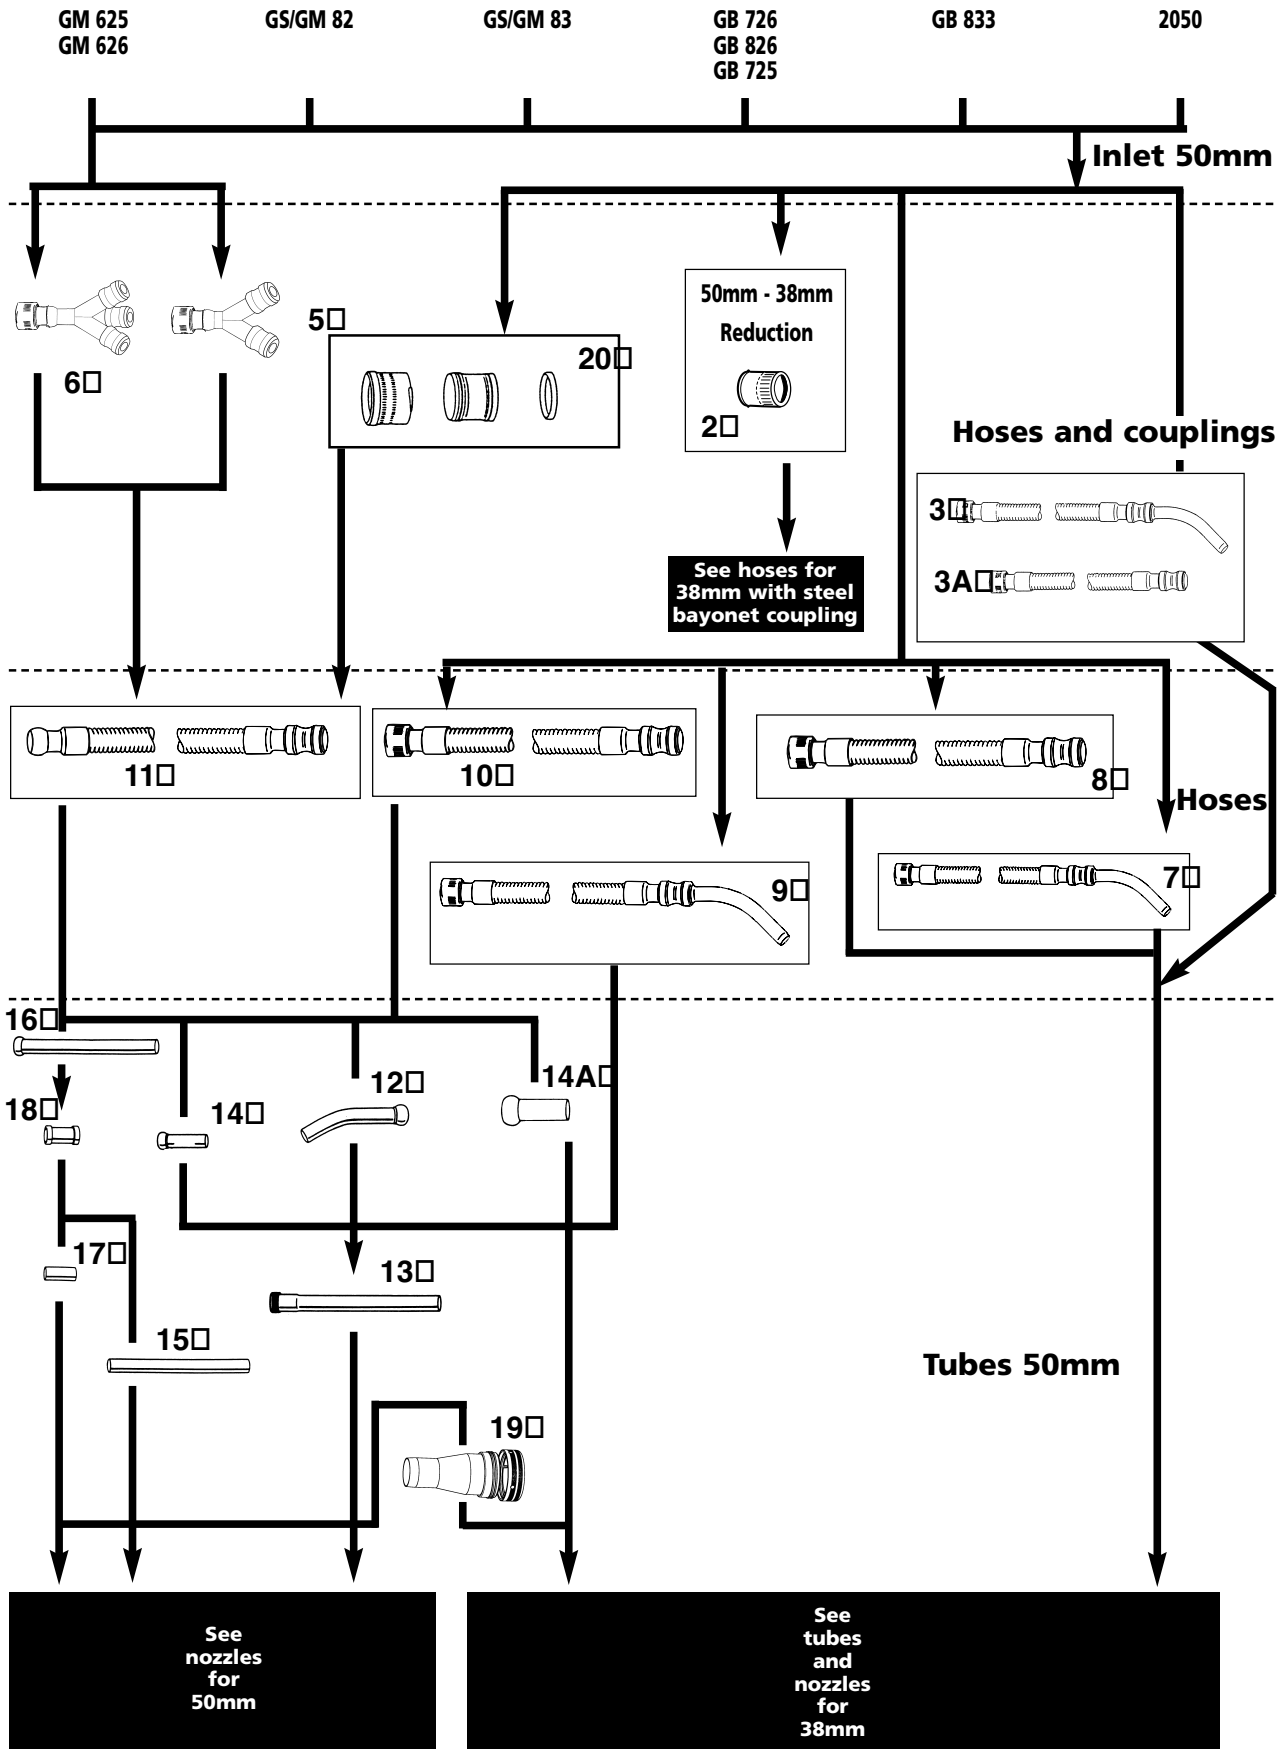 GM 625
GM 626
GS/GM 82
GS/GM 83
GB 726
GB 826
GB 725
GB 833
2050
Inlet 50mm
50mm - 38mm
Reduction
2□
5□
20□
6□
Hoses and couplings
3□
3A□
See hoses for
38mm with steel
bayonet coupling
11□
10□
8□
Hoses
9□
7□
16□
18□
14□
12□
14A□
17□
13□
15□
Tubes 50mm
19□
See
nozzles
for
50mm
See
tubes
and
nozzles
for
38mm